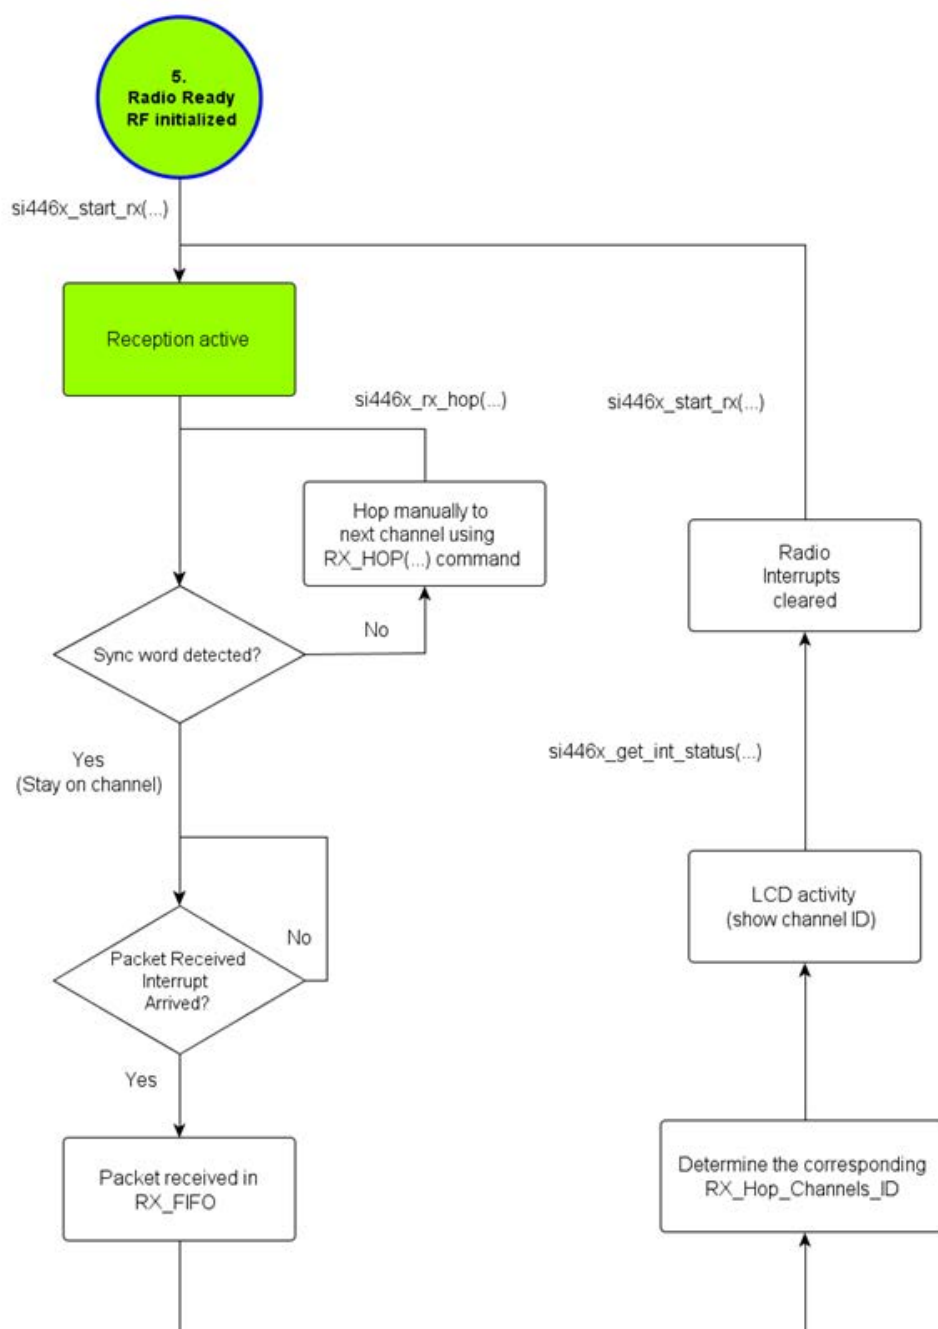 5.
Radio Ready
RF initialized
si446x_start_rx(...)
Reception active
si446x_rx_hop(...)
Hop manually to
next channel using
RX_HOP(...) command
No
Sync word detected?
Yes
(Stay on channel)
No
Packet Received
Interrupt
Arrived?
Yes
Packet received in
RX_FIFO
si446x_start_rx(...)
Radio
Interrupts
cleared
si446x_get_int_status(...)
LCD activity
(show channel ID)
Determine the corresponding
RX_Hop_Channels_ID